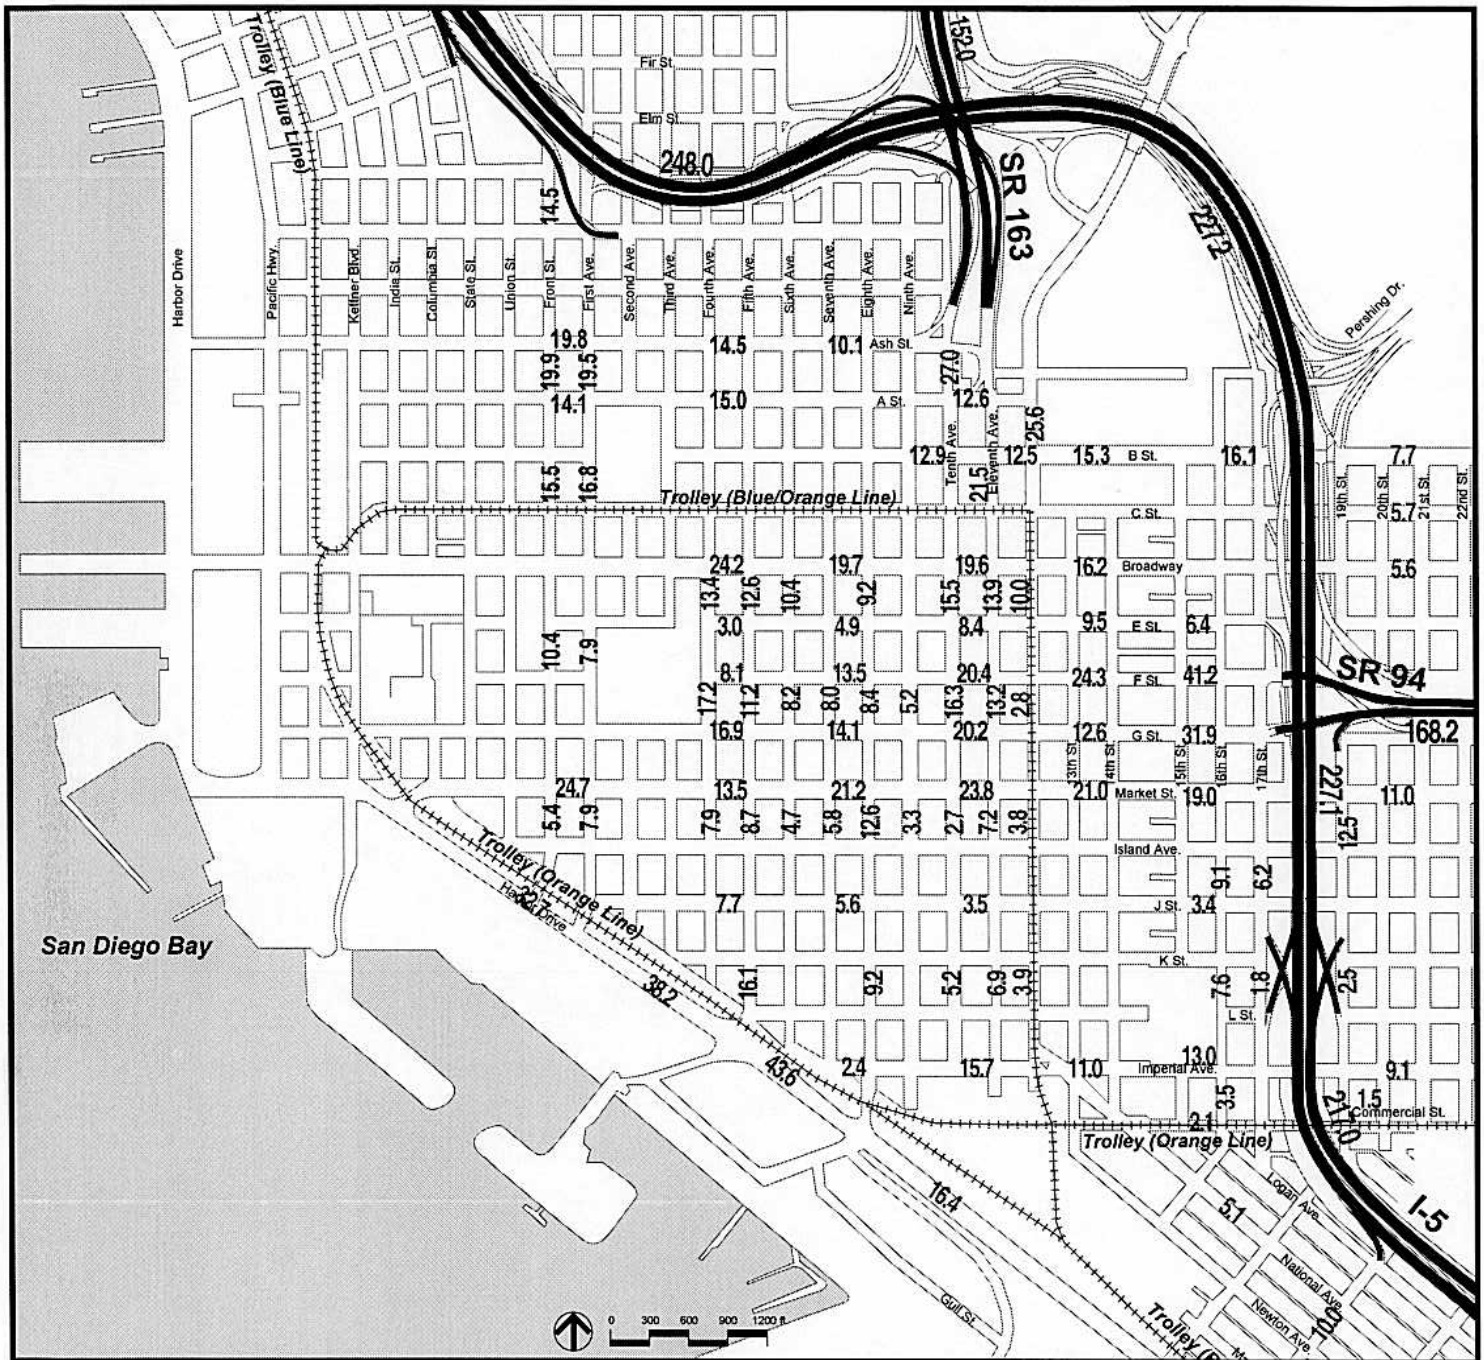 Trolley (Blue Line)
Fir St.
Elm St.
152.0
248.0
SR 163
227.2
14.5
Harbor Drive
Pacific Hwy.
Kettner Blvd.
India St.
Columbia St.
State St.
Union St.
Front St.
First Ave.
Second Ave.
Third Ave.
Fourth Ave.
Fifth Ave.
Sixth Ave.
Seventh Ave.
Eighth Ave.
Ninth Ave.
Pershing Dr.
19.8
14.5
10.1
Ash St.
19.9
19.5
27.0
14.1
15.0
A St.
12.6
Tenth Ave.
Eleventh Ave.
25.6
12.9
12.5
15.3
B St.
16.1
7.7
15.5
16.8
21.5
19th St.
20th St.
21st St.
22nd St.
Trolley (Blue/Orange Line)
C St.
5.7
24.2
19.7
19.6
16.2
Broadway
5.6
13.4
12.6
10.4
9.2
15.5
13.9
10.0
3.0
4.9
8.4
9.5
E St.
6.4
10.4
7.9
8.1
13.5
20.4
24.3
F St.
41.2
SR 94
17.2
11.2
8.2
8.0
8.4
5.2
16.3
13.2
2.8
16.9
14.1
20.2
12.6
G St.
31.9
168.2
13th St.
14th St.
15th St.
16th St.
17th St.
24.7
13.5
21.2
23.8
21.0
Market St.
19.0
227.1
11.0
5.4
7.9
7.9
8.7
4.7
5.8
12.6
3.3
2.7
7.2
3.8
12.5
Trolley (Orange Line)
Island Ave.
9.1
6.2
Harbor Drive
7.7
5.6
3.5
J St.
3.4
San Diego Bay
K St.
38.2
16.1
9.2
5.2
6.9
3.9
7.6
1.8
2.5
L St.
43.6
2.4
15.7
11.0
13.0
Imperial Ave.
9.1
3.5
1.5
2.1
217.0
Commercial St.
Trolley (Orange Line)
16.4
5.1
Logan Ave.
I-5
National Ave.
Newton Ave.
10.0
Gull St.
0 300 600 900 1200 ft.
Trolley